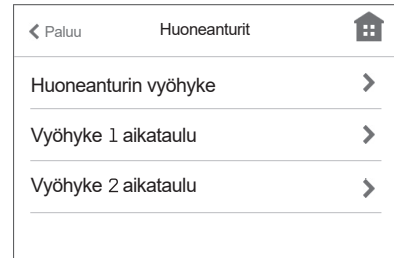 Paluu Huoneanturit
Huoneanturin vyöhyke
Vyöhyke 1 aikataulu
Vyöhyke 2 aikataulu